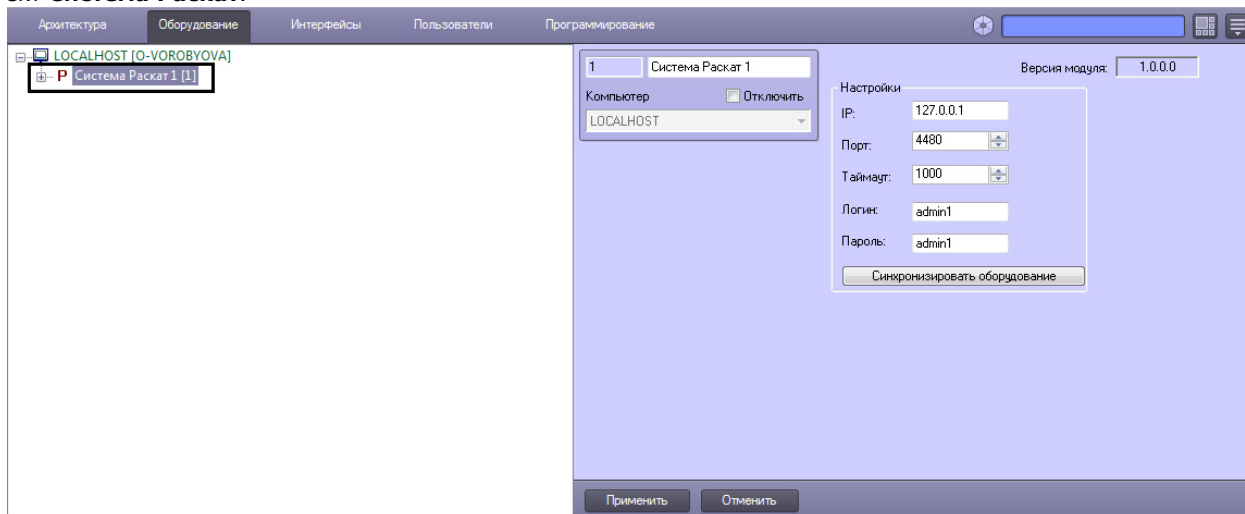 Система Раскат.
Архитектура Оборудование Интерфейсы Пользователи Программирование
LOCALHOST [O-VOROBYOVA]
Р Система Раскат 1 [1]
1 Система Раскат 1
Компьютер Отключить
LOCALHOST
Версия модуля: 1.0.0.0
Настройки
IP: 127.0.0.1
Порт: 4480
Таймаут: 1000
Логин: admin1
Пароль: admin1
Синхронизировать оборудование
Применить Отменить